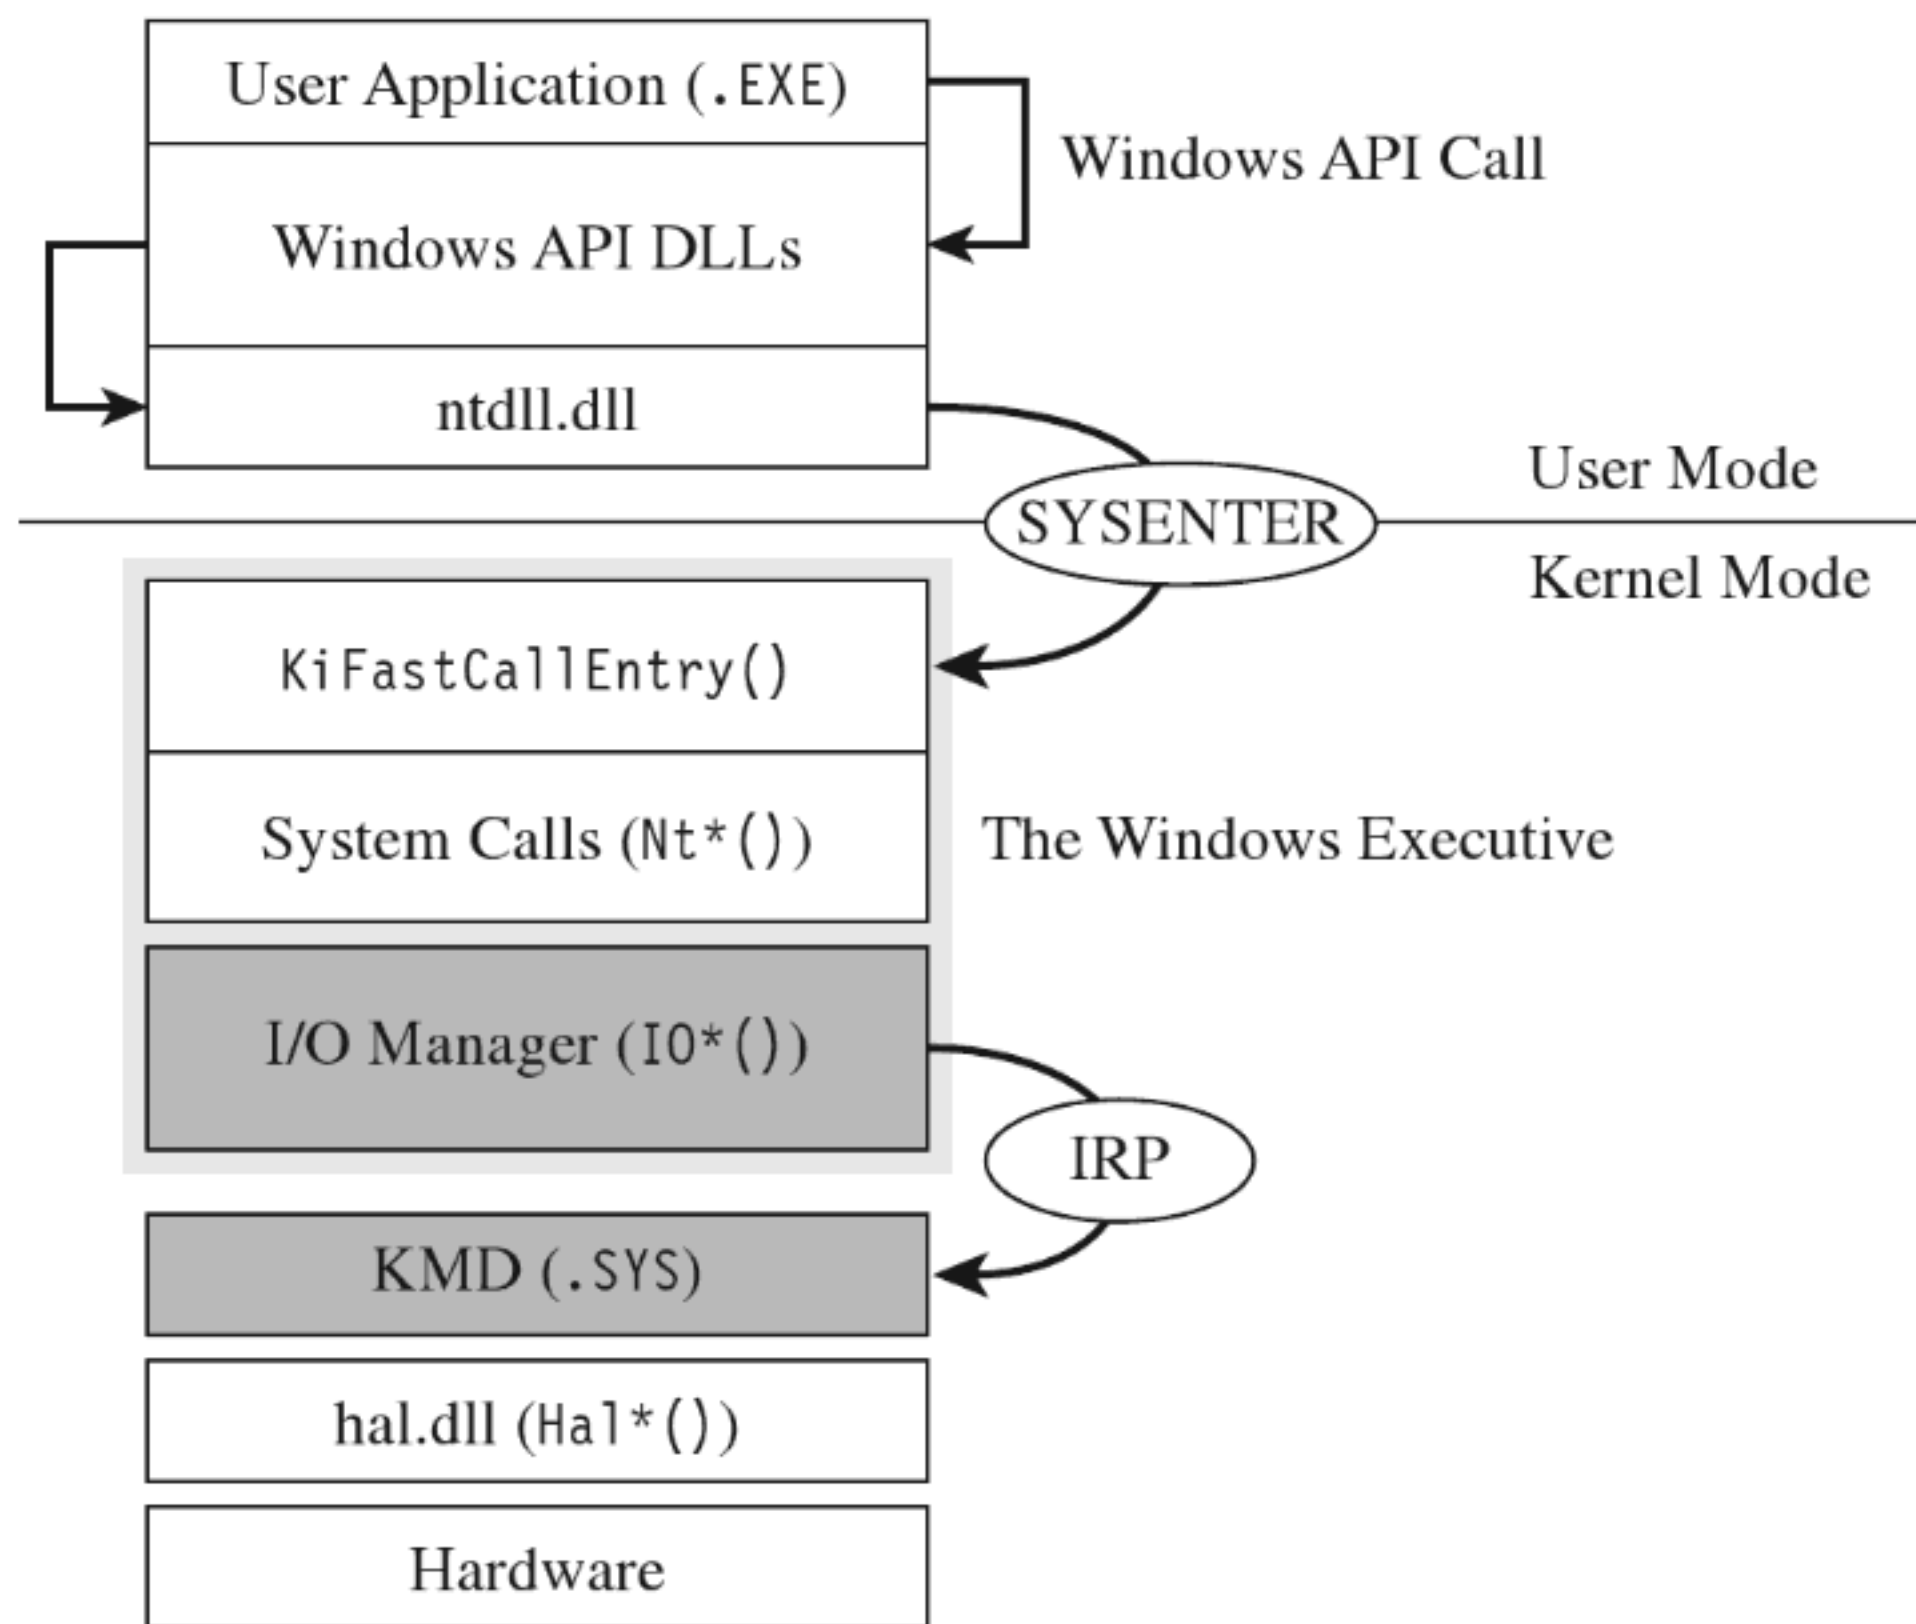 User Application (.EXE)
Windows API Call
Windows API DLLs
ntdll.dll
User Mode
SYSENTER
Kernel Mode
KiFastCallEntry()
System Calls (Nt*())
The Windows Executive
I/O Manager (IO*())
IRP
KMD (.SYS)
hal.dll (Hal*())
Hardware